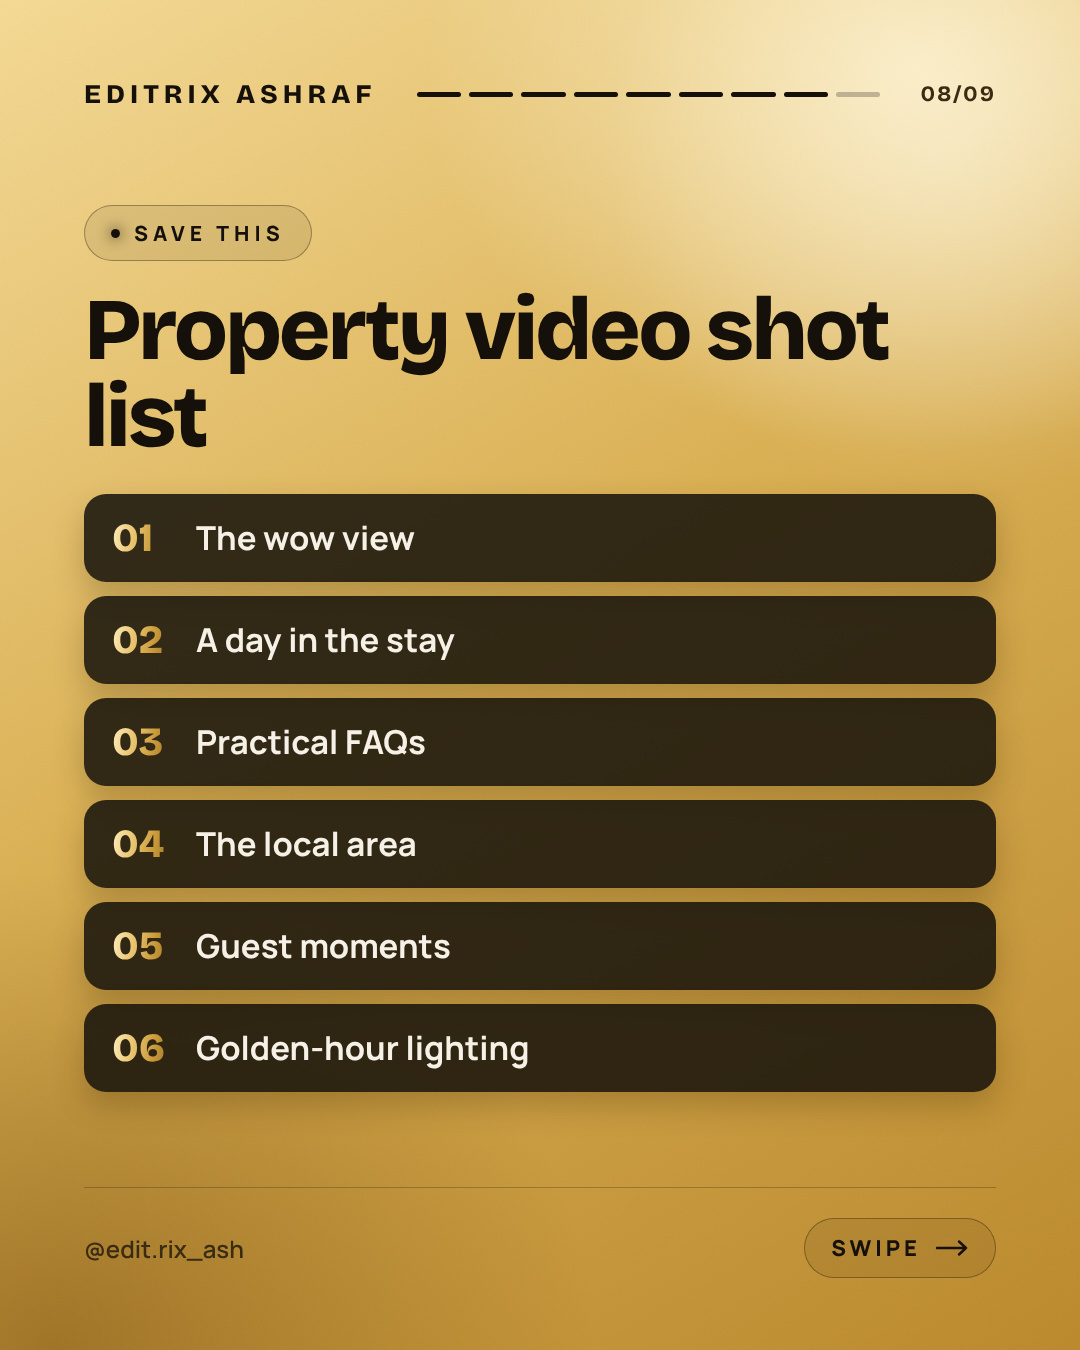 EDITRIX ASHRAF
08/09
SAVE THIS
Property video shot
list
01 The wow view
02 A day in the stay
03 Practical FAQs
04 The local area
05 Guest moments
06 Golden-hour lighting
@edit.rix_ash
SWIPE →